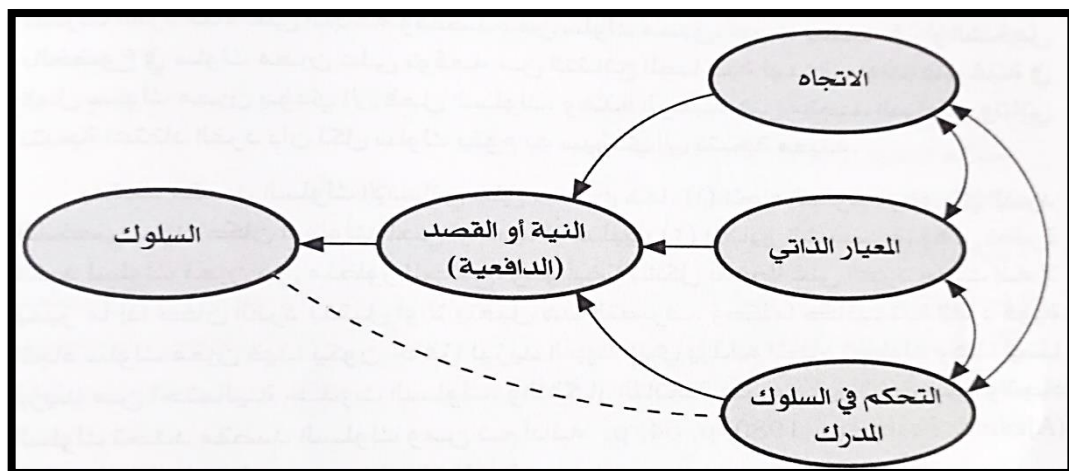 الاتجاه
المعيار الذاتي
النية أو القصد
(الدافعية)
السلوك
التحكم في السلوك
المدرك